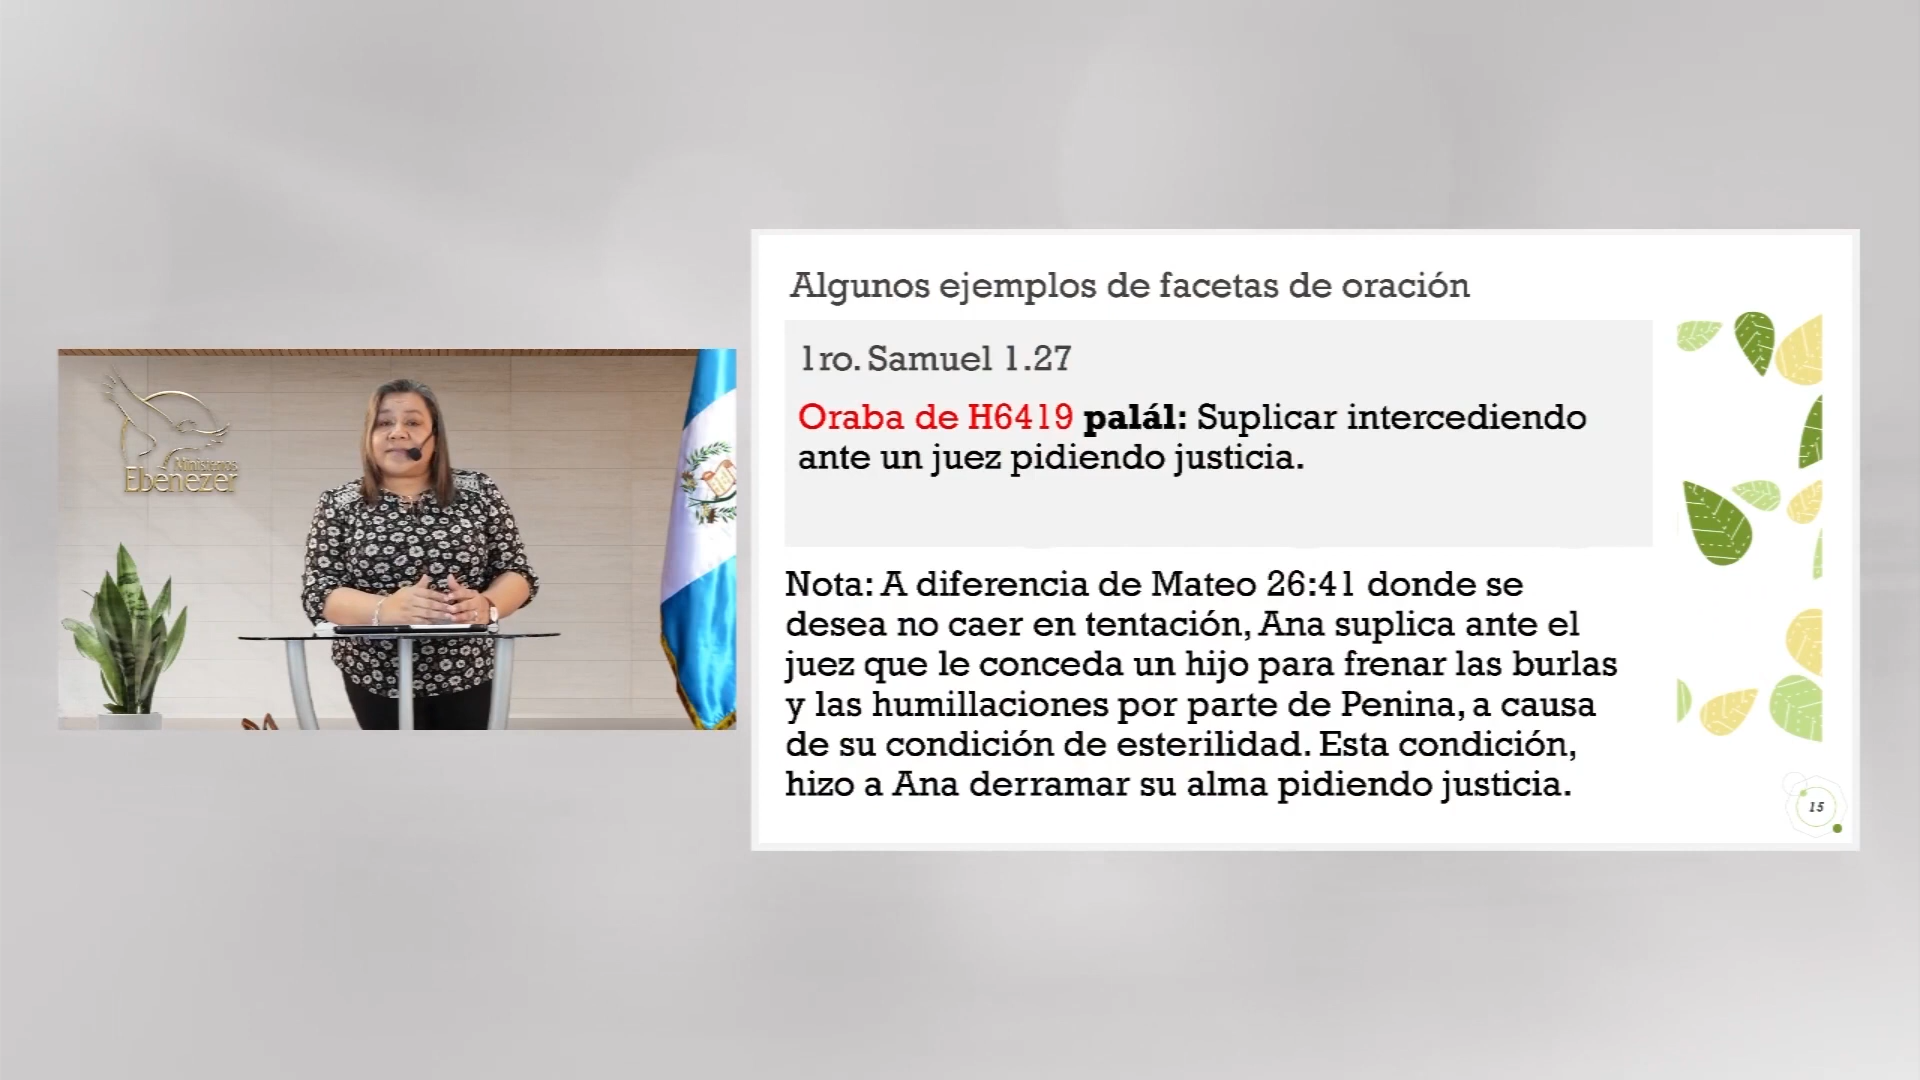 Ministerios
Ebenezer
Algunos ejemplos de facetas de oración
1ro. Samuel 1.27
Oraba de H6419 palál: Suplicar intercediendo
ante un juez pidiendo justicia.
Nota: A diferencia de Mateo 26:41 donde se
desea no caer en tentación, Ana suplica ante el
juez que le conceda un hijo para frenar las burlas
y las humillaciones por parte de Penina, a causa
de su condición de esterilidad. Esta condición,
hizo a Ana derramar su alma pidiendo justicia.
15